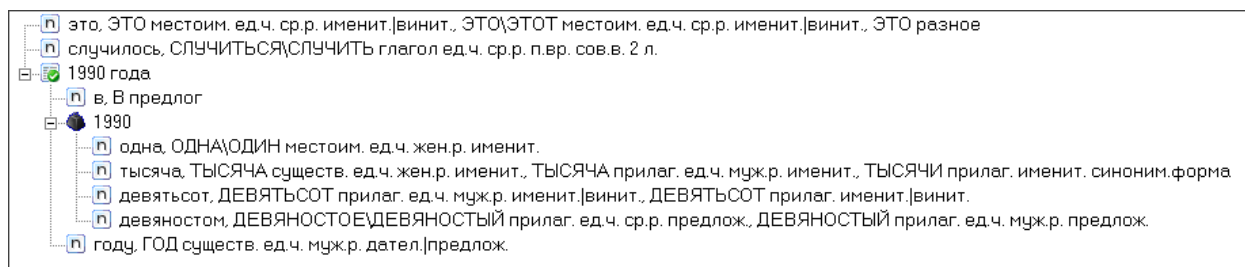 это, ЭТО местоим. ед.ч. ср.р. именит.|винит., ЭТО\ЭТОТ местоим. ед.ч. ср.р. именит.|винит., ЭТО разное
случилось, СЛУЧИТЬСЯ\СЛУЧИТЬ глагол ед.ч. ср.р. п.вр. сов.в. 2 л.
1990 года
в, В предлог
1990
одна, ОДНА\ОДИН местоим. ед.ч. жен.р. именит.
тысяча, ТЫСЯЧА существ. ед.ч. жен.р. именит., ТЫСЯЧА прилаг. ед.ч. муж.р. именит., ТЫСЯЧИ прилаг. именит. синоним.форма
девятьсот, ДЕВЯТЬСОТ прилаг. ед.ч. муж.р. именит.|винит., ДЕВЯТЬСОТ прилаг. именит.|винит.
девяностом, ДЕВЯНОСТОЕ\ДЕВЯНОСТЫЙ прилаг. ед.ч. ср.р. предлож., ДЕВЯНОСТЫЙ прилаг. ед.ч. муж.р. предлож.
году, ГОД существ. ед.ч. муж.р. дател.|предлож.